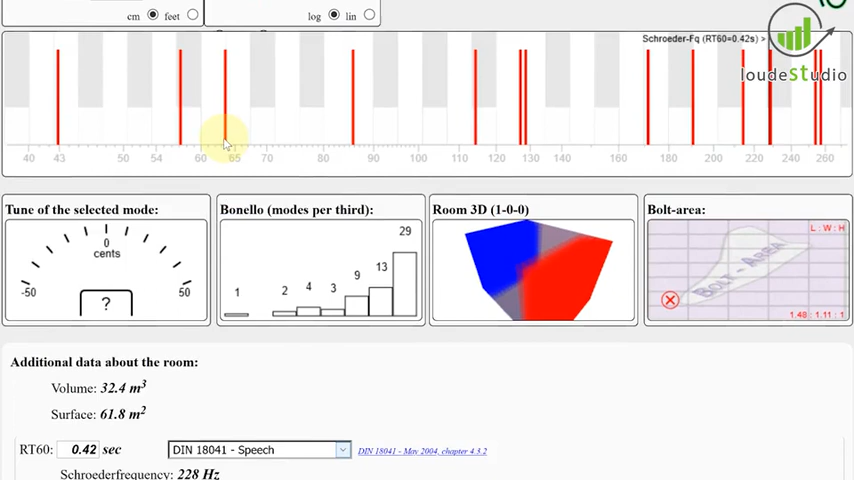 cm feet
log lin
Schroeder-Fq (RT60=0.42s) >
loudeStudio
40 43 50 54 60 65 70 80 90 100 110 120 130 140 160 180 200 220 240 260
Tune of the selected mode:
0
cents
-50 50
?
Bonello (modes per third):
1 2 4 3 9 13 29
Room 3D (1-0-0)
Bolt-area:
L : W : H
BOLT-AREA
1.48 : 1.11 : 1
Additional data about the room:
Volume: 32.4 m³
Surface: 61.8 m²
RT60: 0.42 sec DIN 18041 - Speech DIN 18041 - May 2004, chapter 4.3.2
Schroederfrequency: 228 Hz